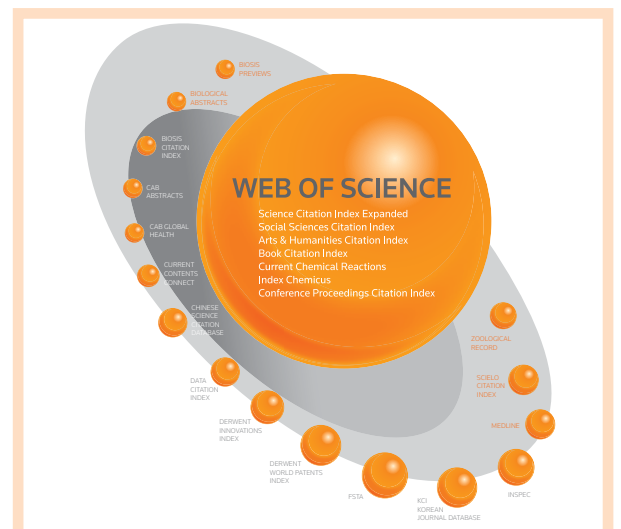 BIOSIS
PREVIEWS
BIOLOGICAL
ABSTRACTS
BIOSIS
CITATION
INDEX
CAB
ABSTRACTS
CAB GLOBAL
HEALTH
CURRENT
CONTENTS
CONNECT
CHINESE
SCIENCE
CITATION
DATABASE
DATA
CITATION
INDEX
DERWENT
INNOVATIONS
INDEX
DERWENT
WORLD PATENTS
INDEX
FSTA
KCI
KOREAN
JOURNAL DATABASE
INSPEC
MEDLINE
SCIELO
CITATION
INDEX
ZOOLOGICAL
RECORD
WEB OF SCIENCE
Science Citation Index Expanded
Social Sciences Citation Index
Arts & Humanities Citation Index
Book Citation Index
Current Chemical Reactions
Index Chemicus
Conference Proceedings Citation Index